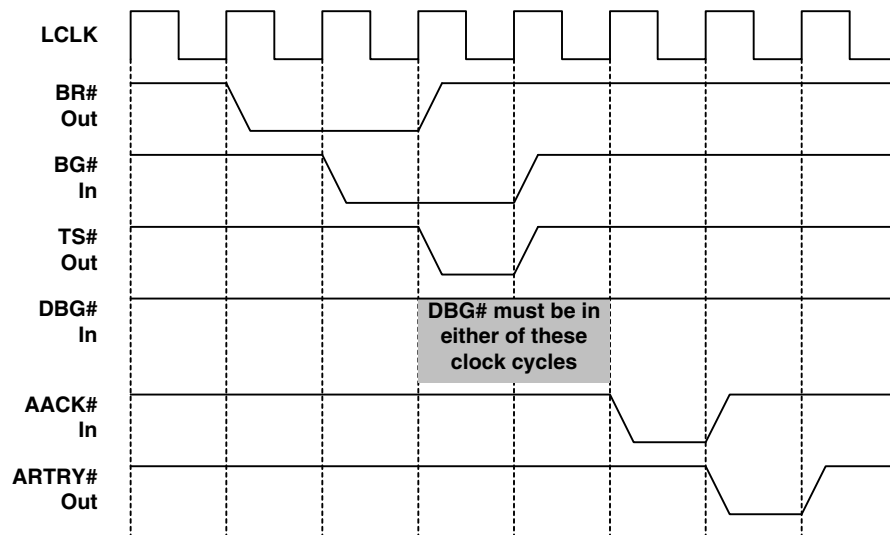 LCLK
BR#
Out
BG#
In
TS#
Out
DBG#
In
DBG# must be in
either of these
clock cycles
AACK#
In
ARTRY#
Out